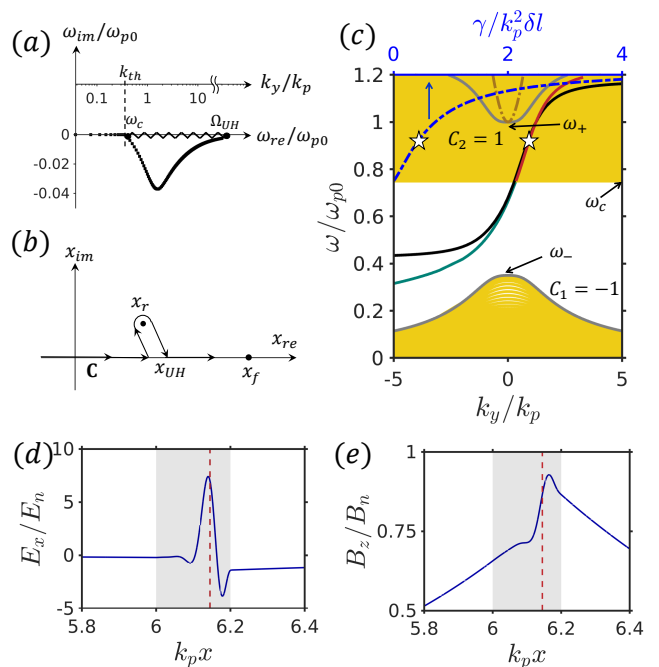 (a)
ω_im/ω_p0
k_th
k_y/k_p
0.1 1 10
ω_c Ω_UH ω_re/ω_p0
0
-0.02
-0.04
(b)
x_im
x_r
x_re
C x_UH x_f
(c)
γ/k_p^2 δl
0 2 4
1.2
1
0.8
0.6
0.4
0.2
0
ω/ω_p0
C_2 = 1
ω_+
ω_c
ω_−
C_1 = −1
-5 0 5
k_y/k_p
(d)
10
5
0
-5
E_x/E_n
5.8 6 6.2 6.4
k_p x
(e)
1
0.75
0.5
B_z/B_n
5.8 6 6.2 6.4
k_p x